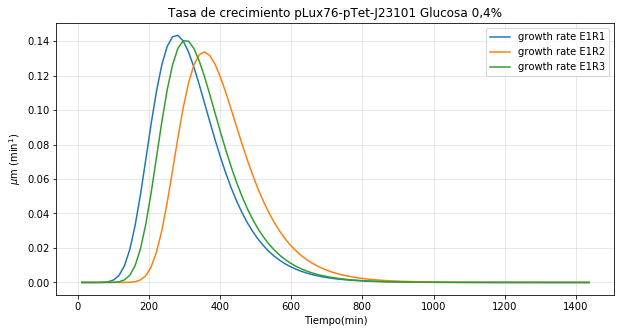 Tasa de crecimiento pLux76-pTet-J23101 Glucosa 0,4%
growth rate E1R1
growth rate E1R2
growth rate E1R3
μm (min¹)
0.14
0.12
0.10
0.08
0.06
0.04
0.02
0.00
0 200 400 600 800 1000 1200 1400
Tiempo(min)